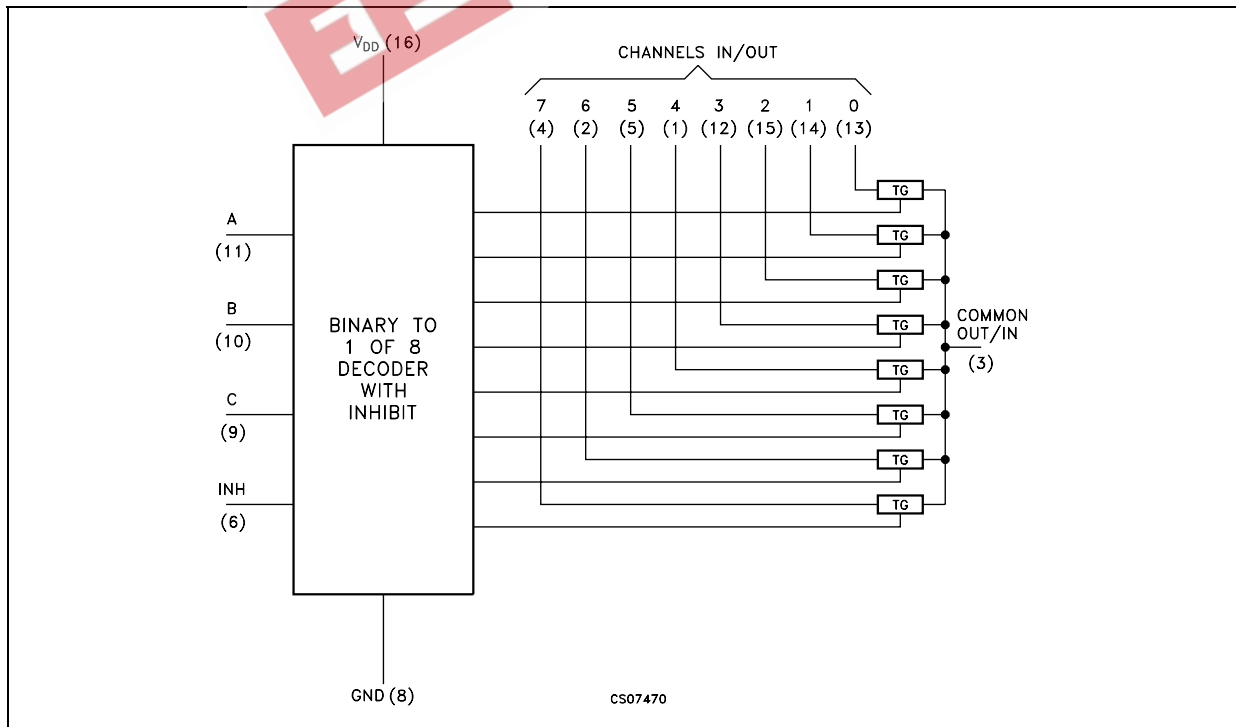 V_DD (16)
CHANNELS IN/OUT
7 6 5 4 3 2 1 0
(4) (2) (5) (1) (12) (15) (14) (13)
A
(11)
B
(10)
C
(9)
INH
(6)
BINARY TO
1 OF 8
DECODER
WITH
INHIBIT
TG
TG
TG
TG
TG
TG
TG
TG
COMMON
OUT/IN
(3)
GND (8)
CS07470